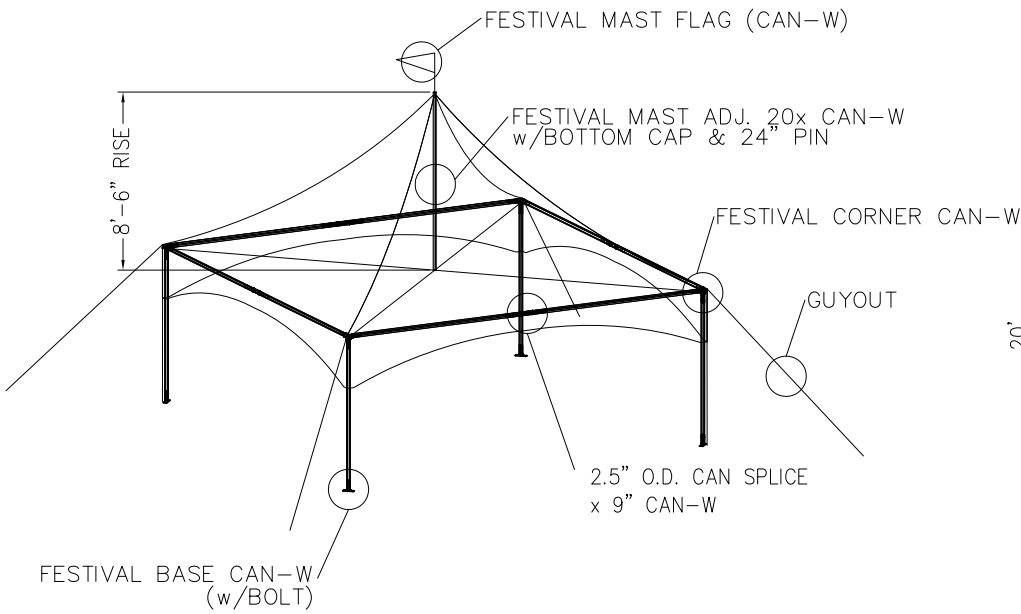 FESTIVAL MAST FLAG (CAN-W)
FESTIVAL MAST ADJ. 20x CAN-W
w/BOTTOM CAP & 24" PIN
8'-6" RISE
FESTIVAL CORNER CAN-W
GUYOUT
20'
2.5" O.D. CAN SPLICE
x 9" CAN-W
FESTIVAL BASE CAN-W
(w/BOLT)